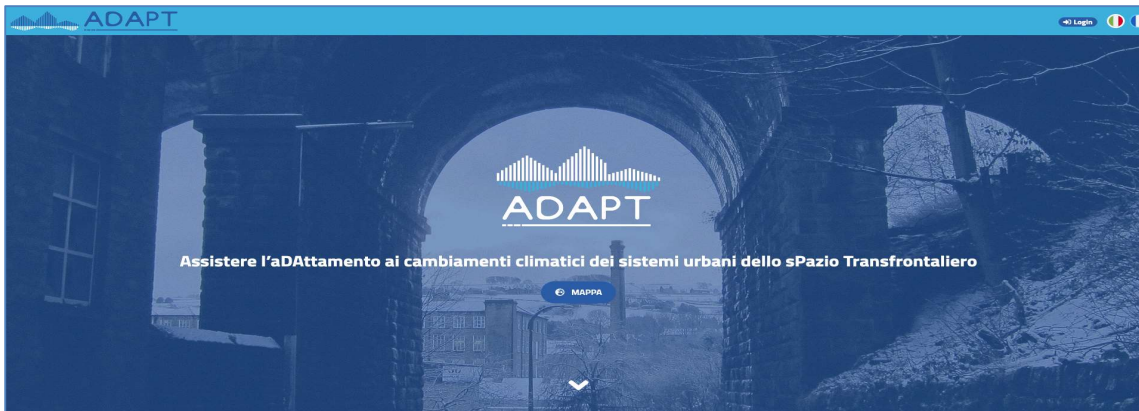 ADAPT
Login
ADAPT
Assistere l'aDAttamento ai cambiamenti climatici dei sistemi urbani dello sPazio Transfrontaliero
MAPPA